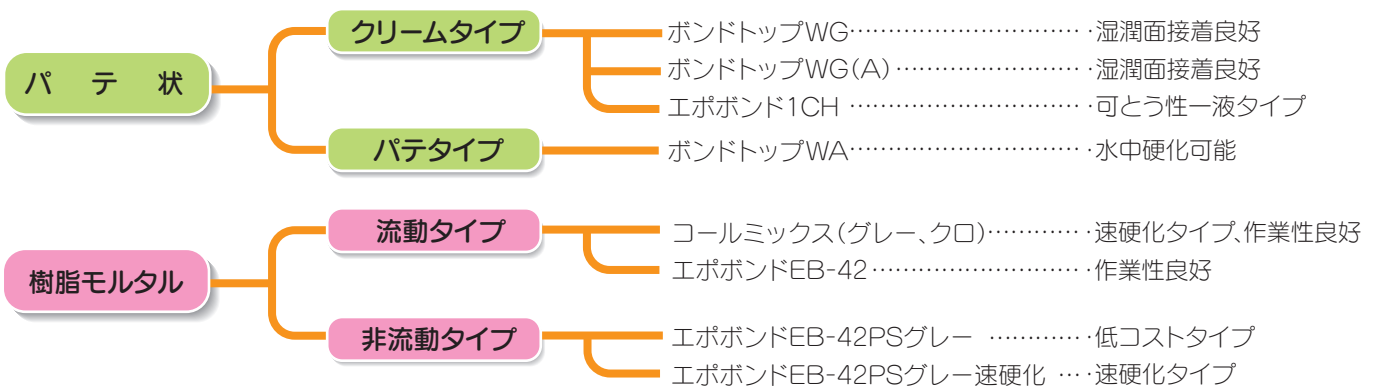 パテ状
クリームタイプ
ボンドトップWG…………………………・湿潤面接着良好
ボンドトップWG(A)……………………・湿潤面接着良好
エポボンド1CH …………………………・可とう性一液タイプ
パテタイプ
ボンドトップWA…………………………・水中硬化可能
樹脂モルタル
流動タイプ
コールミックス(グレー、クロ)…………・速硬化タイプ、作業性良好
エポボンドEB-42………………………・作業性良好
非流動タイプ
エポボンドEB-42PSグレー …………・低コストタイプ
エポボンドEB-42PSグレー速硬化 …・速硬化タイプ